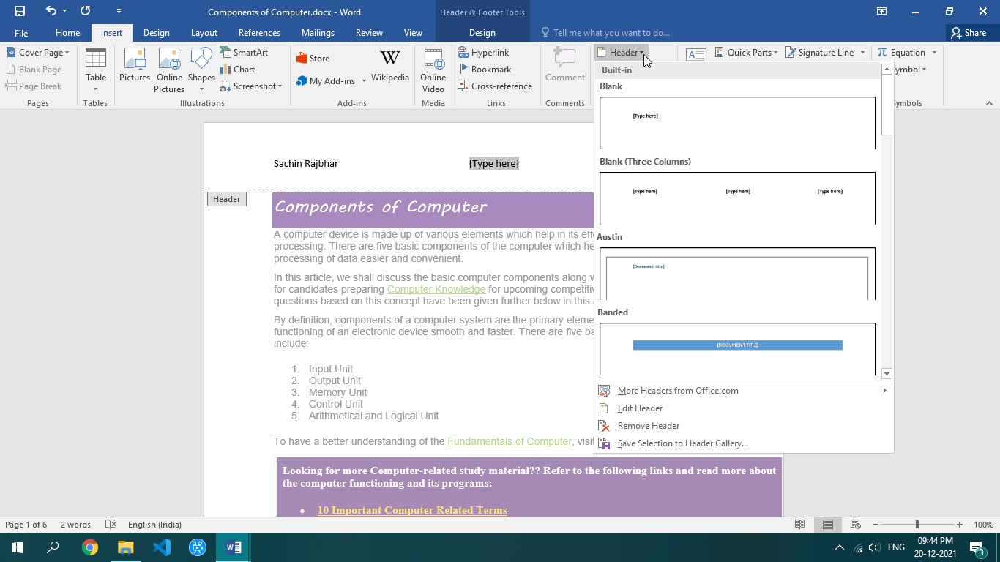 Components of Computer.docx - Word
Header & Footer Tools
File Home Insert Design Layout References Mailings Review View Design Tell me what you want to do... Share
Cover Page
Blank Page
Page Break
Pages
Table
Tables
Pictures
Online Pictures
Shapes
SmartArt
Chart
Screenshot
Illustrations
Store
My Add-ins
W
Wikipedia
Add-ins
Online Video
Media
Hyperlink
Bookmark
Cross-reference
Links
Comment
Comments
Header
A
Quick Parts
Signature Line
π Equation
ymbol
ymbols
Built-in
Blank
[Type here]
Blank (Three Columns)
[Type here] [Type here] [Type here]
Austin
[Document title]
Banded
[DOCUMENT TITLE]
More Headers from Office.com
Edit Header
Remove Header
Save Selection to Header Gallery...
Sachin Rajbhar [Type here]
Header
Components of Computer
A computer device is made up of various elements which help in its eff
processing. There are five basic components of the computer which he
processing of data easier and convenient.
In this article, we shall discuss the basic computer components along w
for candidates preparing Computer Knowledge for upcoming competitiv
questions based on this concept have been given further below in this
By definition, components of a computer system are the primary eleme
functioning of an electronic device smooth and faster. There are five ba
include:
1. Input Unit
2. Output Unit
3. Memory Unit
4. Control Unit
5. Arithmetical and Logical Unit
To have a better understanding of the Fundamentals of Computer, visit
Looking for more Computer-related study material?? Refer to the following links and read more about
the computer functioning and its programs:
• 10 Important Computer Related Terms
Page 1 of 6 2 words English (India) 100%
W ENG 09:44 PM
20-12-2021 3